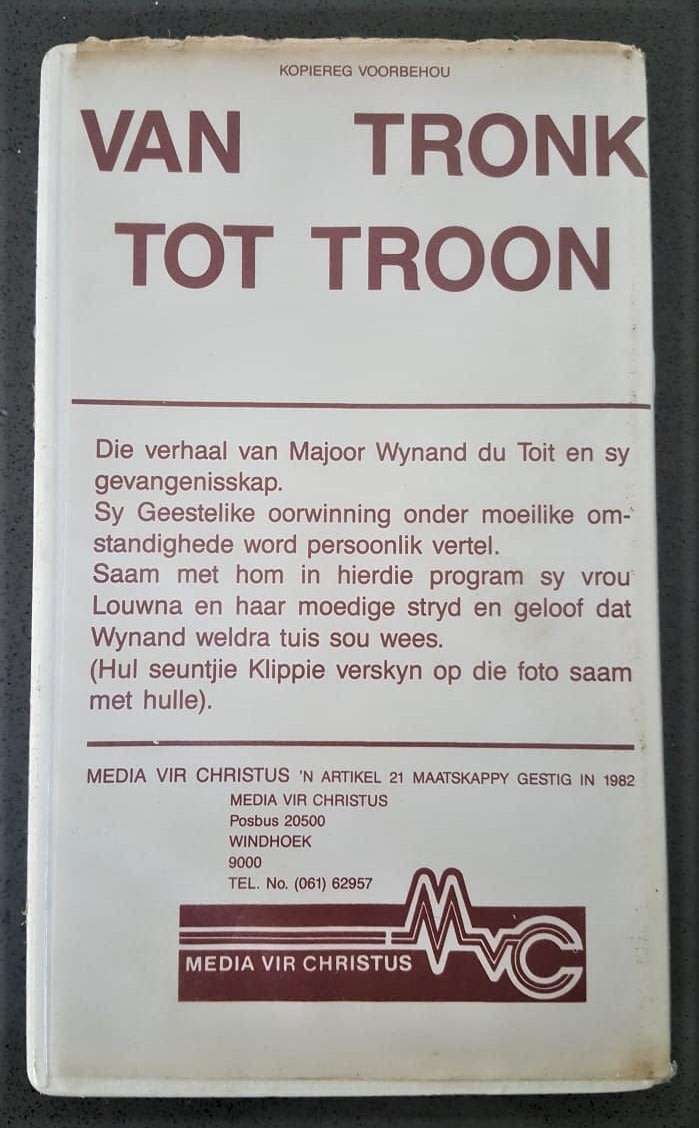 KOPIEREG VOORBEHOU
VAN TRONK
TOT TROON
Die verhaal van Majoor Wynand du Toit en sy
gevangenisskap.
Sy Geestelike oorwinning onder moeilike om-
standighede word persoonlik vertel.
Saam met hom in hierdie program sy vrou
Louwna en haar moedige stryd en geloof dat
Wynand weldra tuis sou wees.
(Hul seuntjie Klippie verskyn op die foto saam
met hulle).
MEDIA VIR CHRISTUS 'N ARTIKEL 21 MAATSKAPPY GESTIG IN 1982
MEDIA VIR CHRISTUS
Posbus 20500
WINDHOEK
9000
TEL. No. (061) 62957
MVC
MEDIA VIR CHRISTUS